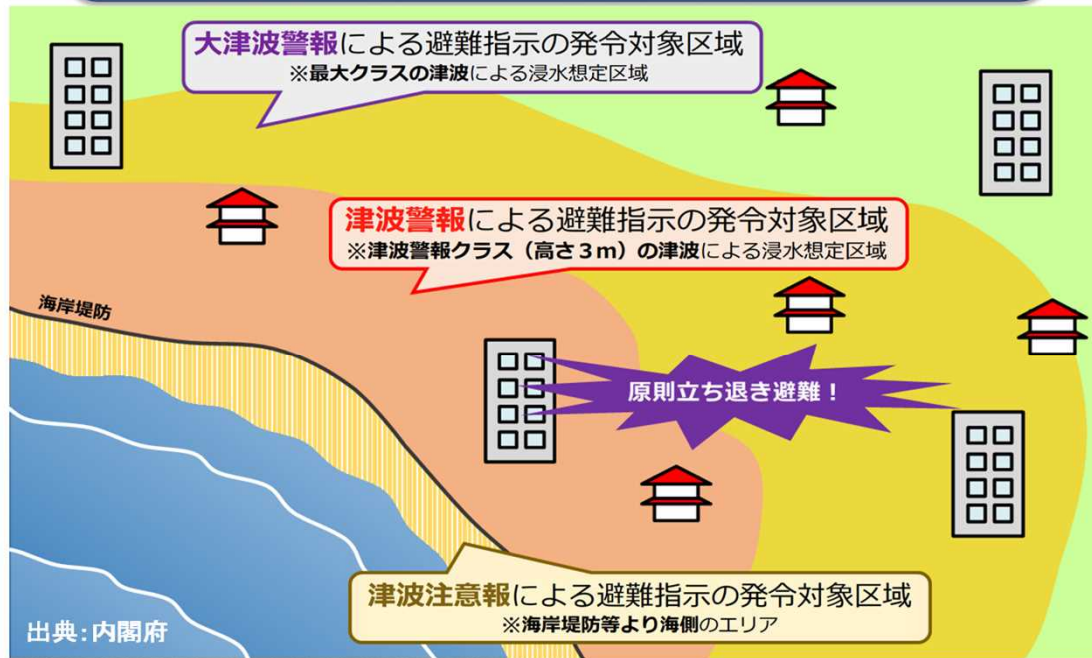 大津波警報による避難指示の発令対象区域
※最大クラスの津波による浸水想定区域
津波警報による避難指示の発令対象区域
※津波警報クラス（高さ３ｍ）の津波による浸水想定区域
海岸堤防
原則立ち退き避難！
津波注意報による避難指示の発令対象区域
※海岸堤防等より海側のエリア
出典：内閣府